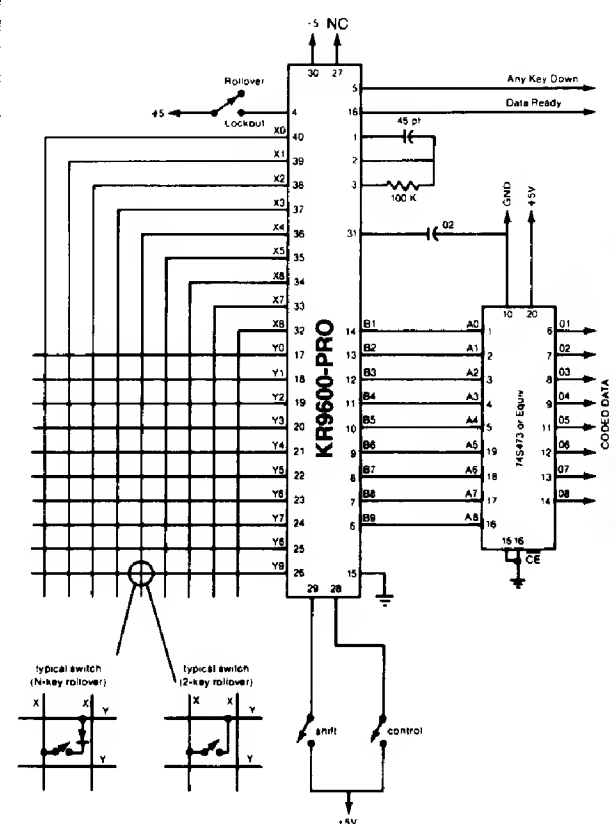 -5 NC
30 27
Rollover
+5
Lockout
4
5 Any Key Down
16 Data Ready
X0 40
X1 39
X2 38
X3 37
X4 36
X5 35
X6 34
X7 33
X8 32
Y0 17
Y1 18
Y2 19
Y3 20
Y4 21
Y5 22
Y6 23
Y7 24
Y8 25
Y9 26
KR9600-PRO
1 45 pf
2
3 100 K
31 02
GND +5V
10 20
14 B1 A0 1
13 B2 A1 2
12 B3 A2 3
11 B4 A3 4
10 B5 A4 5
9 B6 A5 19
8 B7 A6 18
7 B8 A7 17
6 B9 A8 16
74S473 or Equiv
6 01
7 02
8 03
9 04
11 05
12 06
13 07
14 08
CODED DATA
15 16
CE
15
29 28
typical switch
(N-key rollover)
X X Y
Y
typical switch
(2-key rollover)
X X Y
Y
shift control
+5V